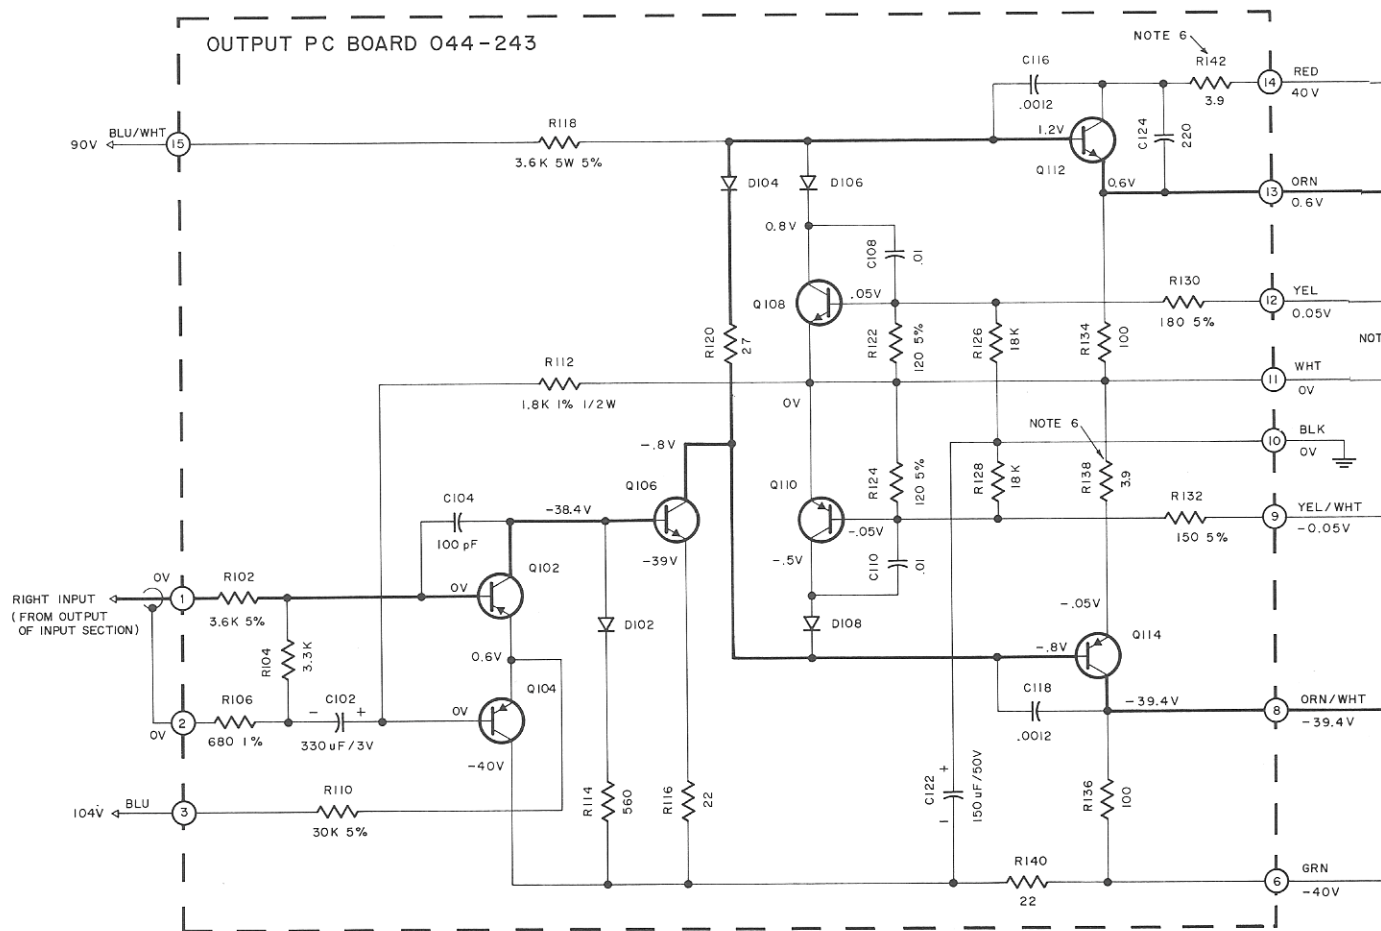 OUTPUT PC BOARD 044-243
NOTE 6
C116
.0012
R142
3.9
14
RED
40V
90V
BLU/WHT
15
R118
3.6K 5W 5%
1.2V
Q112
C124
220
D104
D106
0.6V
13
ORN
0.6V
0.8V
C108
.01
Q108
.05V
R130
180 5%
12
YEL
0.05V
R120
27
R122
120 5%
R126
18K
R134
100
NOT
R112
1.8K 1% 1/2W
0V
11
WHT
0V
NOTE 6
10
BLK
0V
-.8V
Q106
C104
100 pF
-38.4V
-39V
Q110
-.05V
-.5V
R124
120 5%
R128
18K
R138
3.9
R132
150 5%
9
YEL/WHT
-0.05V
C110
.01
0V
RIGHT INPUT
(FROM OUTPUT
OF INPUT SECTION)
1
R102
3.6K 5%
0V
Q102
R104
3.3K
D102
D108
-.05V
-.8V
Q114
0.6V
Q104
2
0V
R106
680 1%
C102
- +
330uF/3V
0V
-40V
C118
.0012
-39.4V
8
ORN/WHT
-39.4V
104V
BLU
3
R110
30K 5%
R114
560
R116
22
C122
+
150uF/50V
-
R136
100
R140
22
6
GRN
-40V